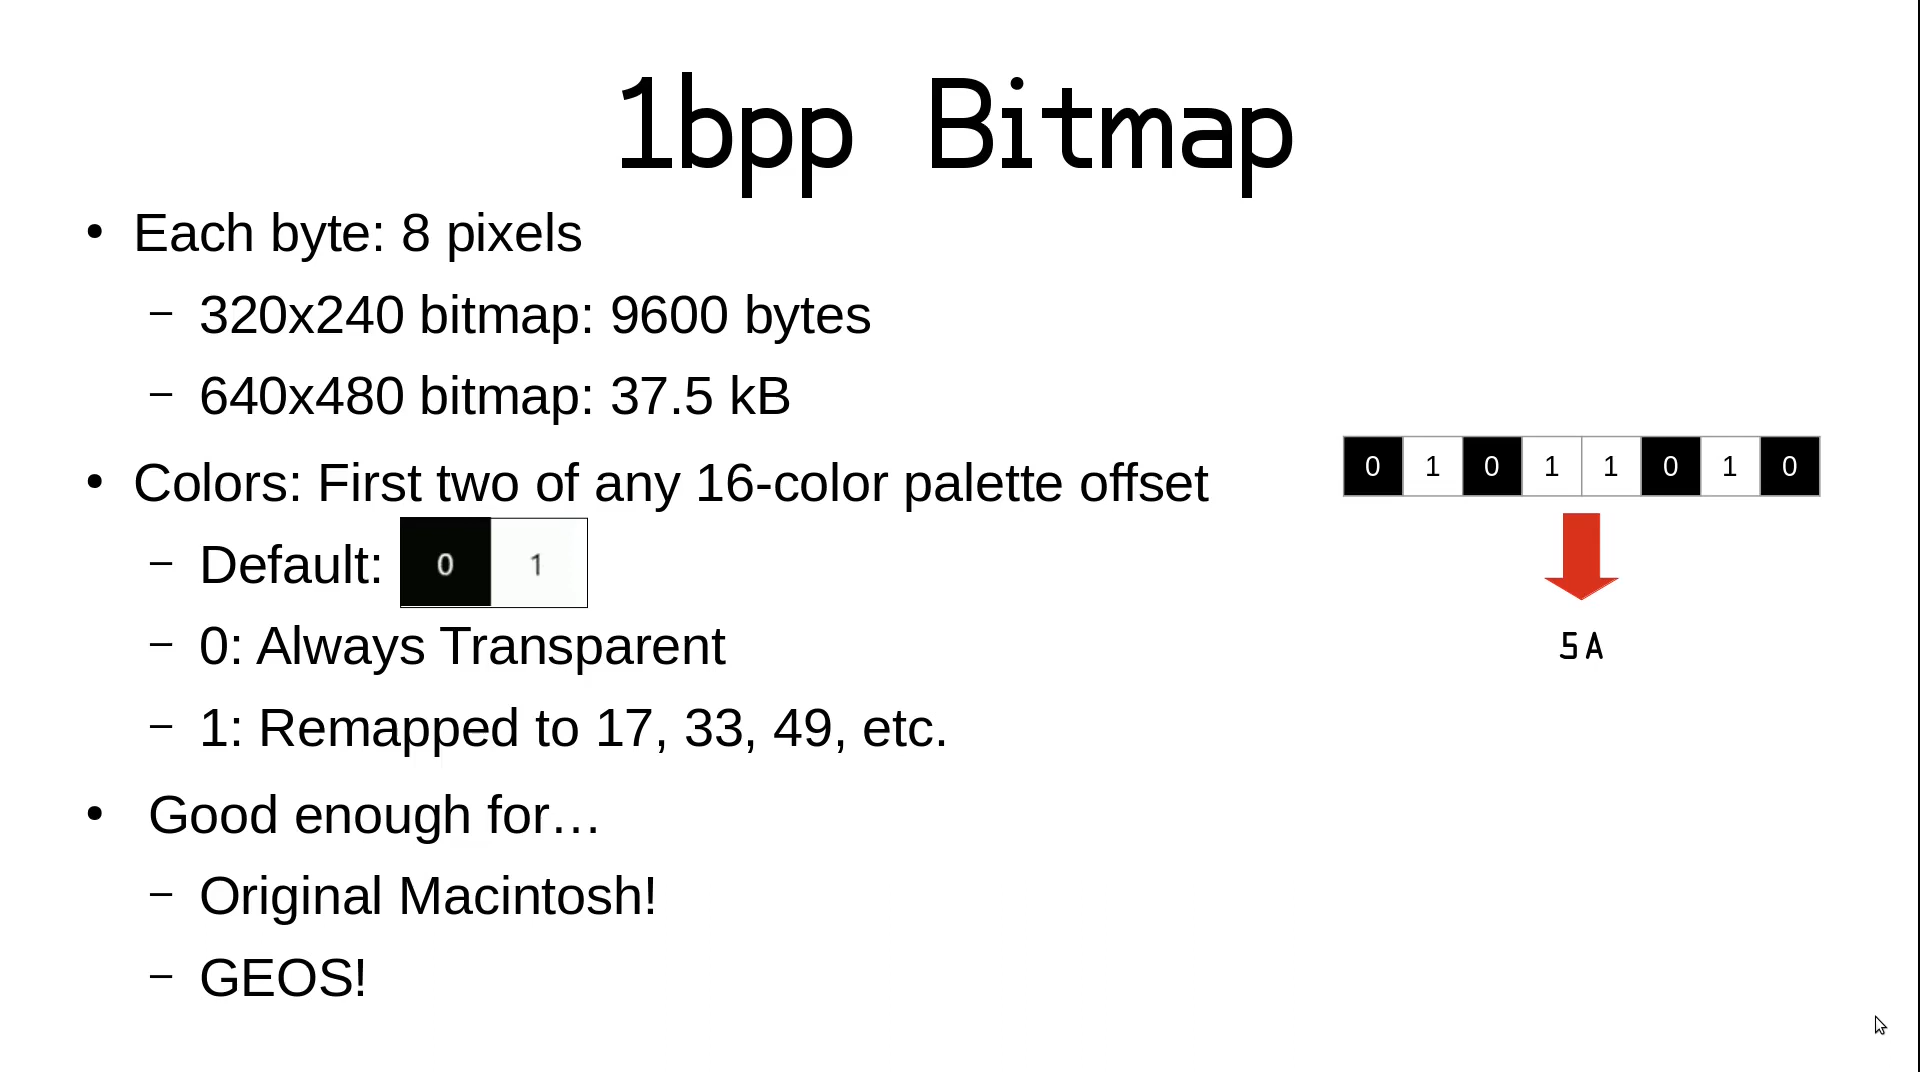 1bpp Bitmap
• Each byte: 8 pixels
– 320x240 bitmap: 9600 bytes
– 640x480 bitmap: 37.5 kB
• Colors: First two of any 16-color palette offset
– Default: 0 1
– 0: Always Transparent
– 1: Remapped to 17, 33, 49, etc.
• Good enough for…
– Original Macintosh!
– GEOS!
0 1 0 1 1 0 1 0
5A